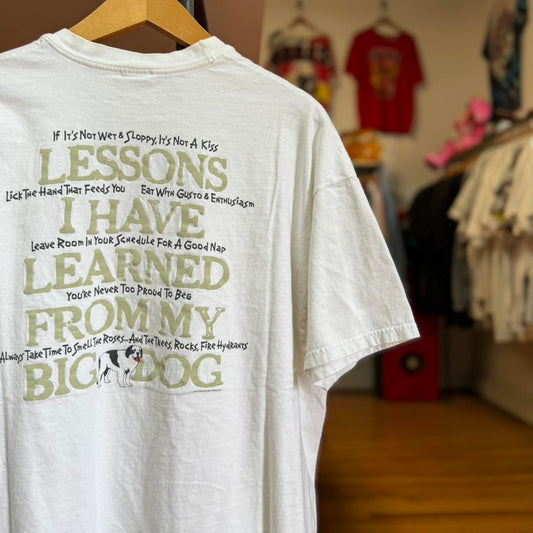 If It's Not Wet & Sloppy, It's Not A Kiss
LESSONS
Lick The Hand That Feeds You Eat With Gusto & Enthusiasm
I HAVE
Leave Room In Your Schedule For A Good Nap
LEARNED
You're Never Too Proud To Beg
FROM MY
Always Take Time To Smell The Roses...And The Trees, Rocks, Fire Hydrants
BIG DOG